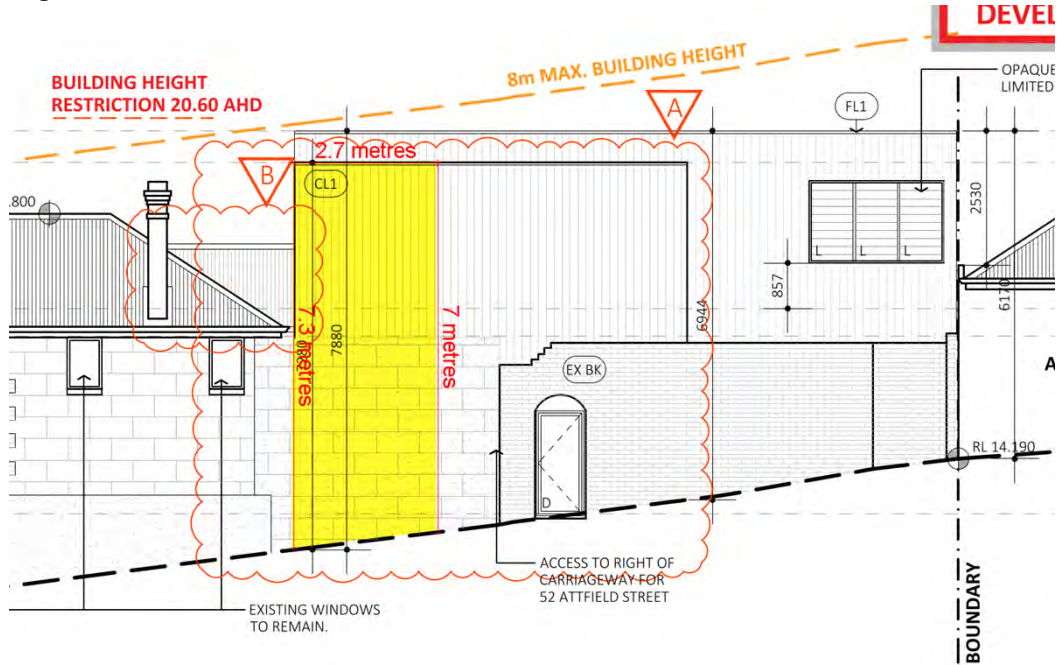 DEVEL
8m MAX. BUILDING HEIGHT
BUILDING HEIGHT
RESTRICTION 20.60 AHD
OPAQUE
LIMITED
FL1
A
2.7 metres
B
CL1
.800
2530
857
6170
7.3 metres
7880
7 metres
6944
EX BK
A
L
L
L
RL 14.190
D
ACCESS TO RIGHT OF
CARRIAGEWAY FOR
52 ATTFIELD STREET
EXISTING WINDOWS
TO REMAIN.
BOUNDARY